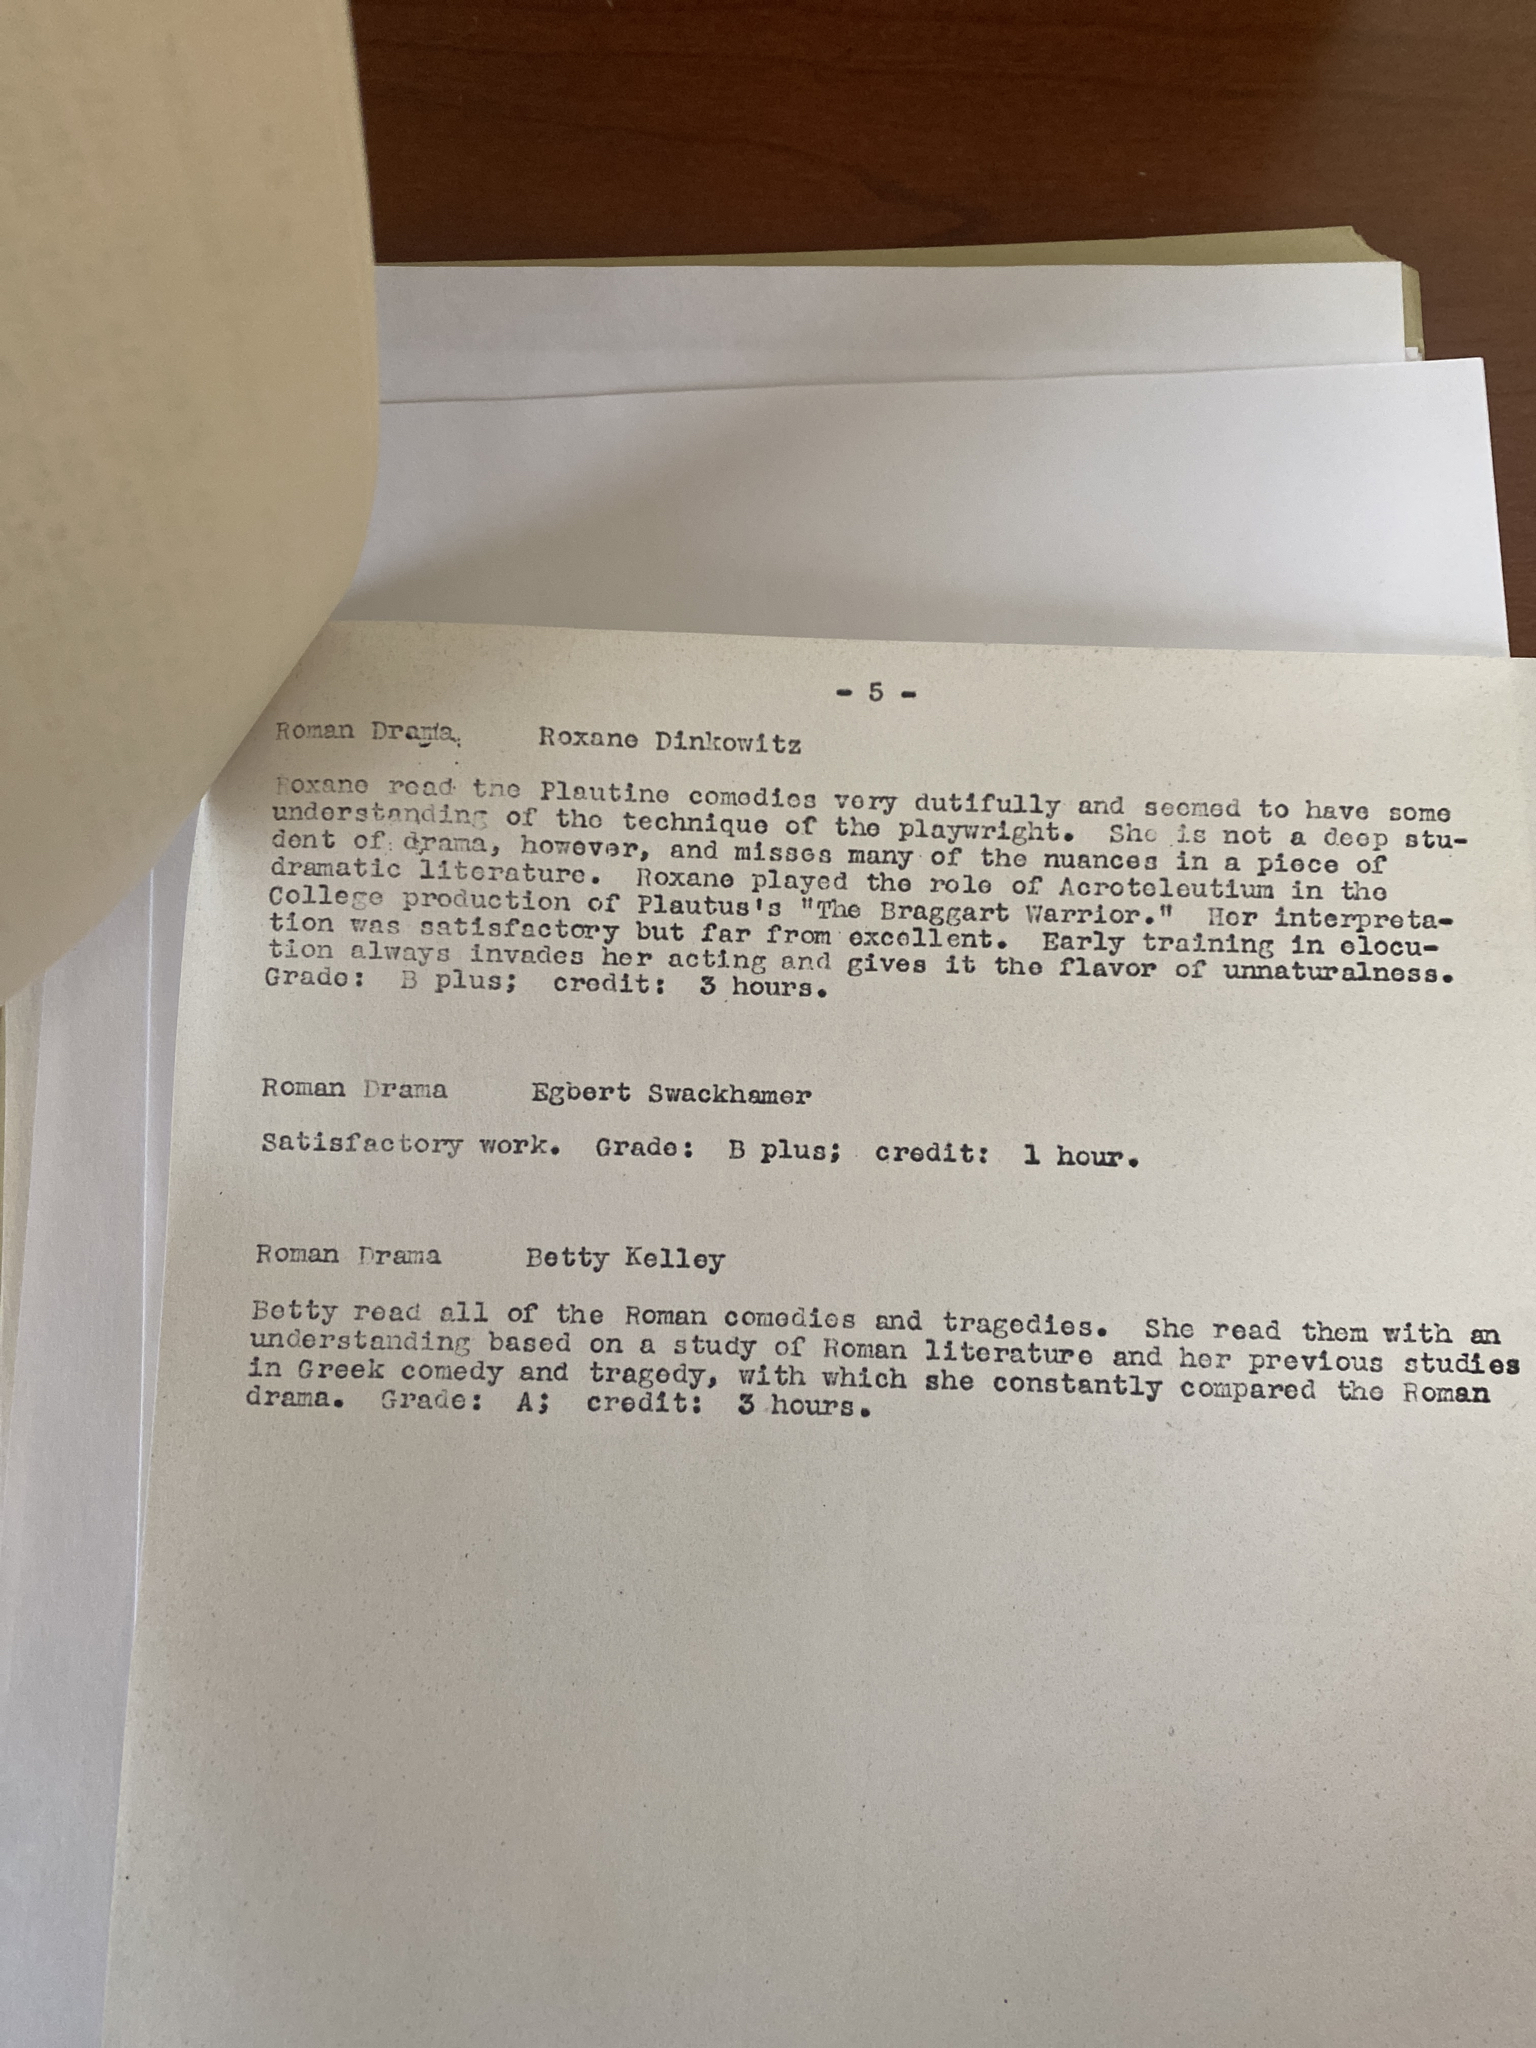 - 5 -
Roman Drama Roxane Dinkowitz
Roxane read the Plautine comedies very dutifully and seemed to have some
understanding of the technique of the playwright. She is not a deep stu-
dent of drama, however, and misses many of the nuances in a piece of
dramatic literature. Roxane played the role of Acroteleutium in the
College production of Plautus's "The Braggart Warrior." Her interpreta-
tion was satisfactory but far from excellent. Early training in elocu-
tion always invades her acting and gives it the flavor of unnaturalness.
Grade: B plus; credit: 3 hours.
Roman Drama Egbert Swackhamer
Satisfactory work. Grade: B plus; credit: 1 hour.
Roman Drama Betty Kelley
Betty read all of the Roman comedies and tragedies. She read them with an
understanding based on a study of Roman literature and her previous studies
in Greek comedy and tragedy, with which she constantly compared the Roman
drama. Grade: A; credit: 3 hours.